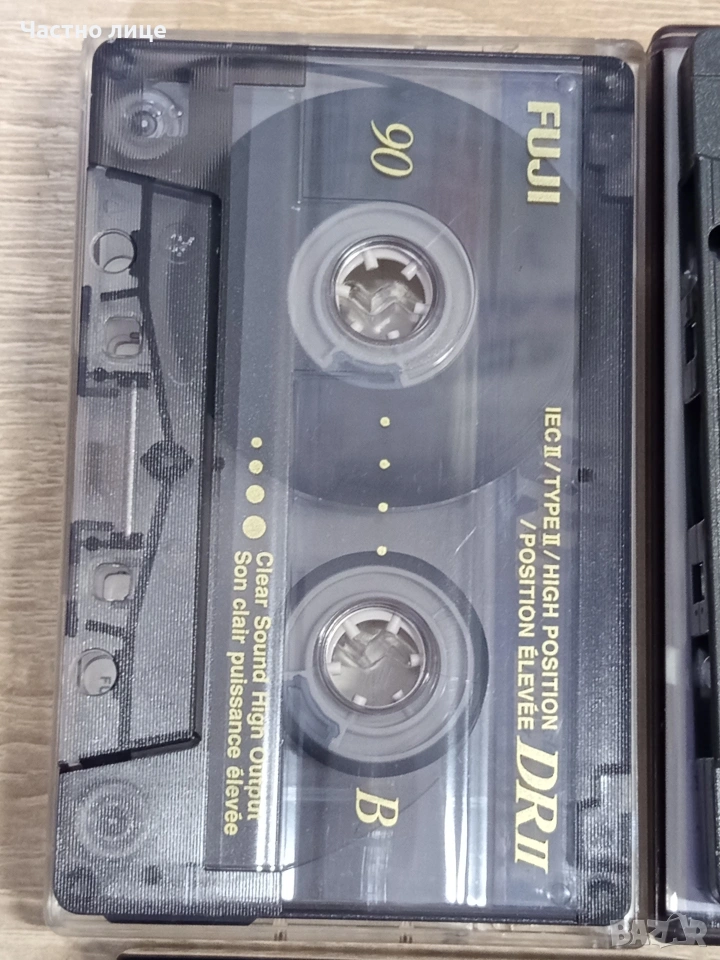 Частно лице
FUJI
90
IEC II/TYPE II/HIGH POSITION
/POSITION ÉLEVÉE
DR II
B
Clear Sound High Output
Son clair puissance élevée
BAZAR